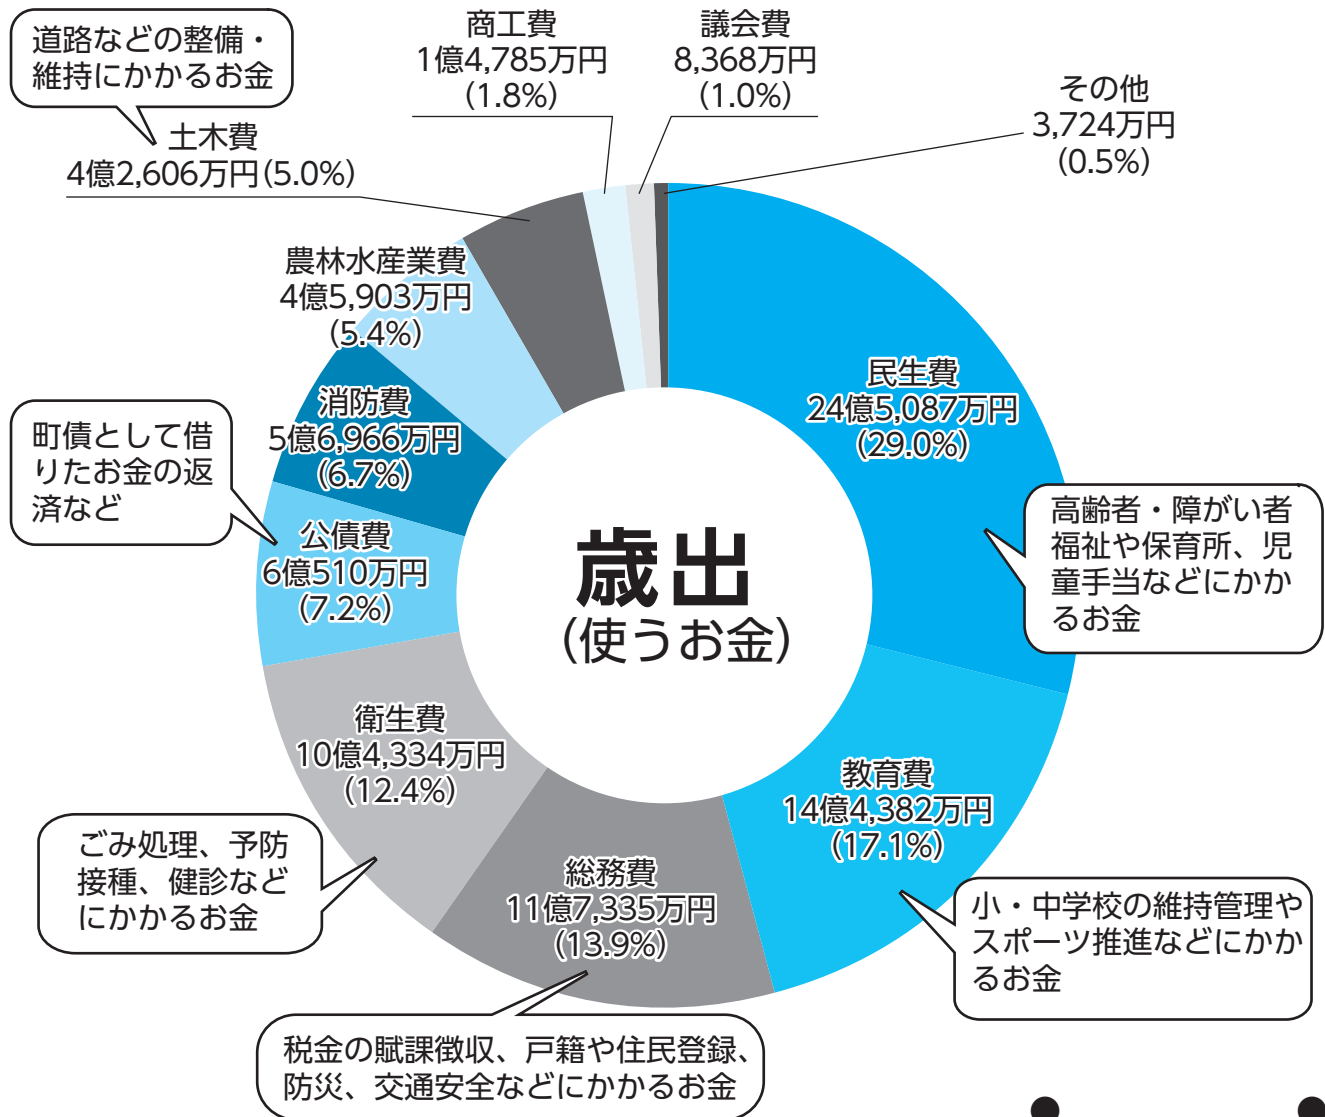 道路などの整備・
維持にかかるお金
土木費
4億2,606万円(5.0%)
商工費
1億4,785万円
(1.8%)
議会費
8,368万円
(1.0%)
その他
3,724万円
(0.5%)
農林水産業費
4億5,903万円
(5.4%)
消防費
5億6,966万円
(6.7%)
町債として借
りたお金の返
済など
公債費
6億510万円
(7.2%)
民生費
24億5,087万円
(29.0%)
高齢者・障がい者
福祉や保育所、児
童手当などにかか
るお金
歳出
(使うお金)
衛生費
10億4,334万円
(12.4%)
ごみ処理、予防
接種、健診など
にかかるお金
教育費
14億4,382万円
(17.1%)
小・中学校の維持管理や
スポーツ推進などにかか
るお金
総務費
11億7,335万円
(13.9%)
税金の賦課徴収、戸籍や住民登録、
防災、交通安全などにかかるお金